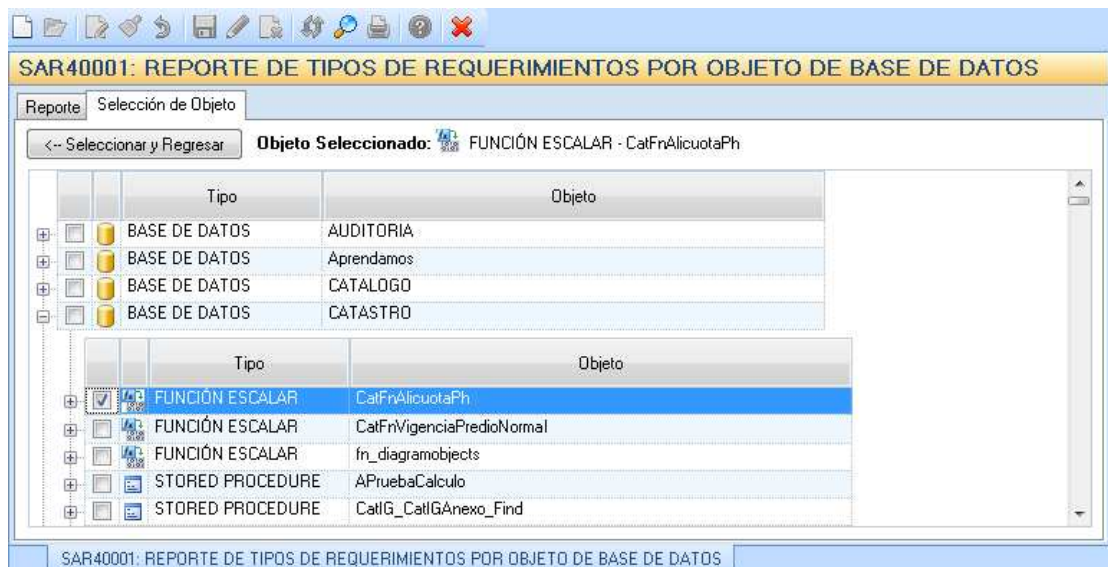 SAR40001: REPORTE DE TIPOS DE REQUERIMIENTOS POR OBJETO DE BASE DE DATOS
Reporte Selección de Objeto
<-- Seleccionar y Regresar Objeto Seleccionado: FUNCIÓN ESCALAR - CatFnAlicuotaPh
Tipo Objeto
BASE DE DATOS AUDITORIA
BASE DE DATOS Aprendamos
BASE DE DATOS CATALOGO
BASE DE DATOS CATASTRO
Tipo Objeto
FUNCIÓN ESCALAR CatFnAlicuotaPh
FUNCIÓN ESCALAR CatFnVigenciaPredioNormal
FUNCIÓN ESCALAR fn_diagramobjects
STORED PROCEDURE APruebaCalculo
STORED PROCEDURE CatIG_CatIGAnexo_Find
SAR40001: REPORTE DE TIPOS DE REQUERIMIENTOS POR OBJETO DE BASE DE DATOS